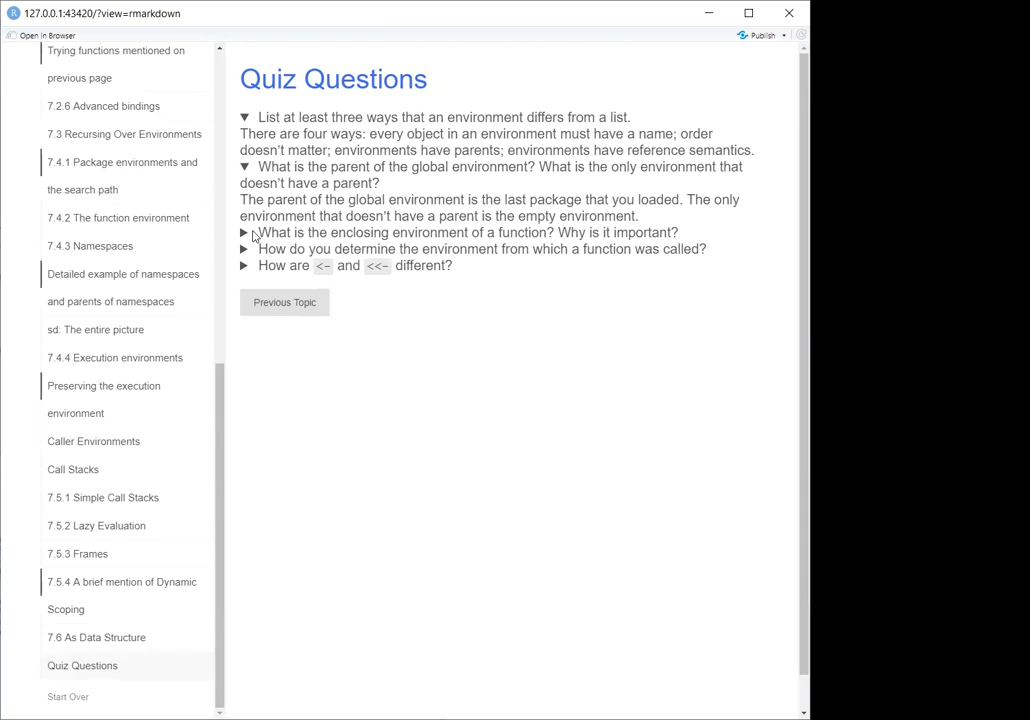 R 127.0.0.1:43420/?view=rmarkdown
Open in Browser
Publish
Trying functions mentioned on
previous page
7.2.6 Advanced bindings
7.3 Recursing Over Environments
7.4.1 Package environments and
the search path
7.4.2 The function environment
7.4.3 Namespaces
Detailed example of namespaces
and parents of namespaces
sd: The entire picture
7.4.4 Execution environments
Preserving the execution
environment
Caller Environments
Call Stacks
7.5.1 Simple Call Stacks
7.5.2 Lazy Evaluation
7.5.3 Frames
7.5.4 A brief mention of Dynamic
Scoping
7.6 As Data Structure
Quiz Questions
Start Over
Quiz Questions
List at least three ways that an environment differs from a list.
There are four ways: every object in an environment must have a name; order
doesn't matter; environments have parents; environments have reference semantics.
What is the parent of the global environment? What is the only environment that
doesn't have a parent?
The parent of the global environment is the last package that you loaded. The only
environment that doesn't have a parent is the empty environment.
What is the enclosing environment of a function? Why is it important?
How do you determine the environment from which a function was called?
How are <- and <<- different?
Previous Topic